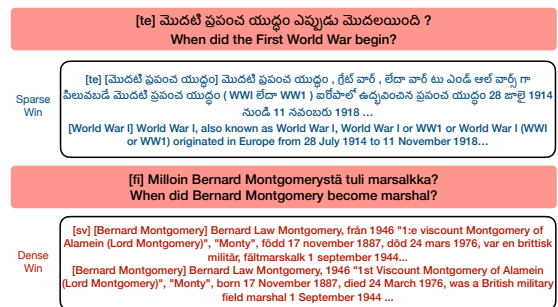 [te] మొదటి ప్రపంచ యుద్ధం ఎప్పుడు మొదలయింది ?
When did the First World War begin?
Sparse
Win
[te] [మొదటి ప్రపంచ యుద్ధం] మొదటి ప్రపంచ యుద్ధం , గ్రేట్ వార్ , లేదా వార్ టు ఎండ్ ఆల్ వార్స్ గా
పిలువబడే మొదటి ప్రపంచ యుద్ధం ( WWI లేదా WW1 ) ఐరోపాలో ఉద్భవించిన ప్రపంచ యుద్ధం 28 జూలై 1914
నుండి 11 నవంబరు 1918 ...
[World War I] World War I, also known as World War I, World War I or WW1 or World War I (WWI
or WW1) originated in Europe from 28 July 1914 to 11 November 1918...
[fi] Milloin Bernard Montgomerystä tuli marsalkka?
When did Bernard Montgomery become marshal?
Dense
Win
[sv] [Bernard Montgomery] Bernard Law Montgomery, från 1946 "1:e viscount Montgomery of
Alamein (Lord Montgomery)", "Monty", född 17 november 1887, död 24 mars 1976, var en brittisk
militär, fältmarskalk 1 september 1944...
[Bernard Montgomery] Bernard Law Montgomery, 1946 "1st Viscount Montgomery of Alamein
(Lord Montgomery)", "Monty", born 17 November 1887, died 24 March 1976, was a British military
field marshal 1 September 1944 ...